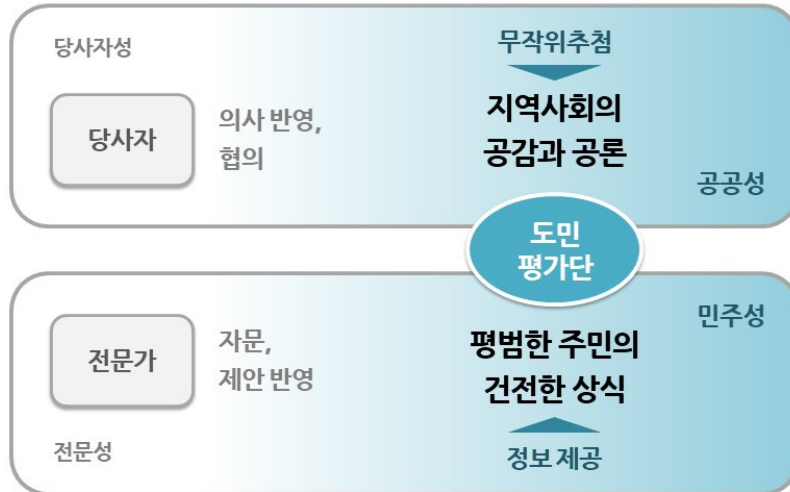 당사자성
당사자
의사 반영,
협의
무작위추첨
지역사회의
공감과 공론
공공성
도민
평가단
전문가
자문,
제안 반영
전문성
민주성
평범한 주민의
건전한 상식
정보 제공